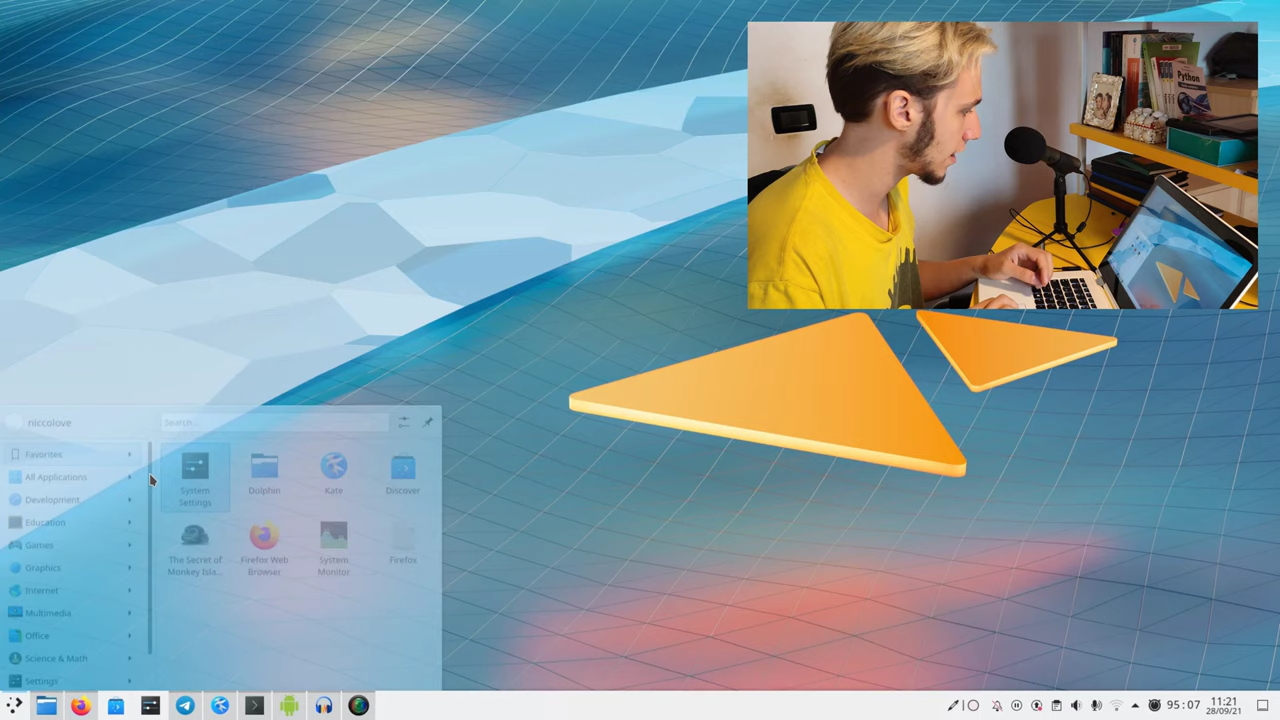 Python
niccolove
Search...
Favorites
All Applications
Development
Education
Games
Graphics
Internet
Multimedia
Office
Science & Math
Settings
System
Settings
Dolphin
Kate
Discover
The Secret of
Monkey Isla...
Firefox Web
Browser
System
Monitor
Firefox
95:07
11:21
28/09/21